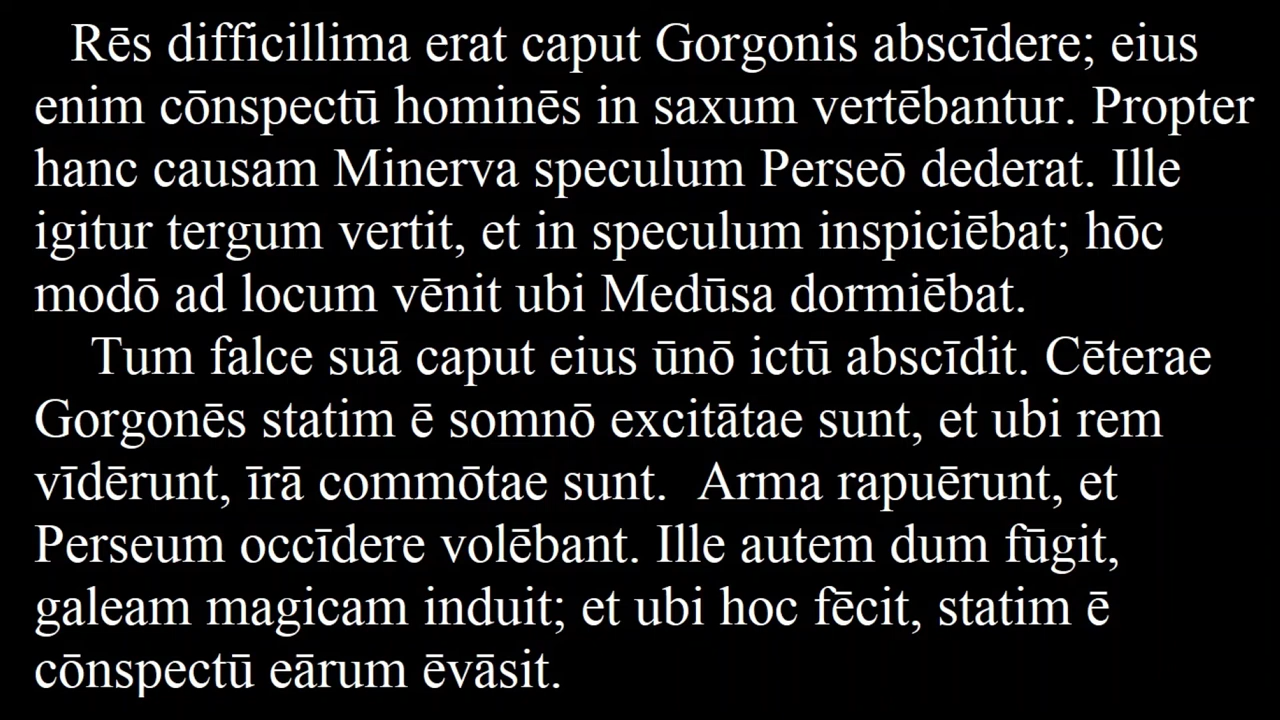 Rēs difficillima erat caput Gorgonis abscīdere; eius
enim cōnspectū hominēs in saxum vertēbantur. Propter
hanc causam Minerva speculum Perseō dederat. Ille
igitur tergum vertit, et in speculum inspiciēbat; hōc
modō ad locum vēnit ubi Medūsa dormiēbat.
Tum falce suā caput eius ūnō ictū abscīdit. Cēterae
Gorgonēs statim ē somnō excitātae sunt, et ubi rem
vīdērunt, īrā commōtae sunt. Arma rapuērunt, et
Perseum occīdere volēbant. Ille autem dum fūgit,
galeam magicam induit; et ubi hoc fēcit, statim ē
cōnspectū eārum ēvāsit.